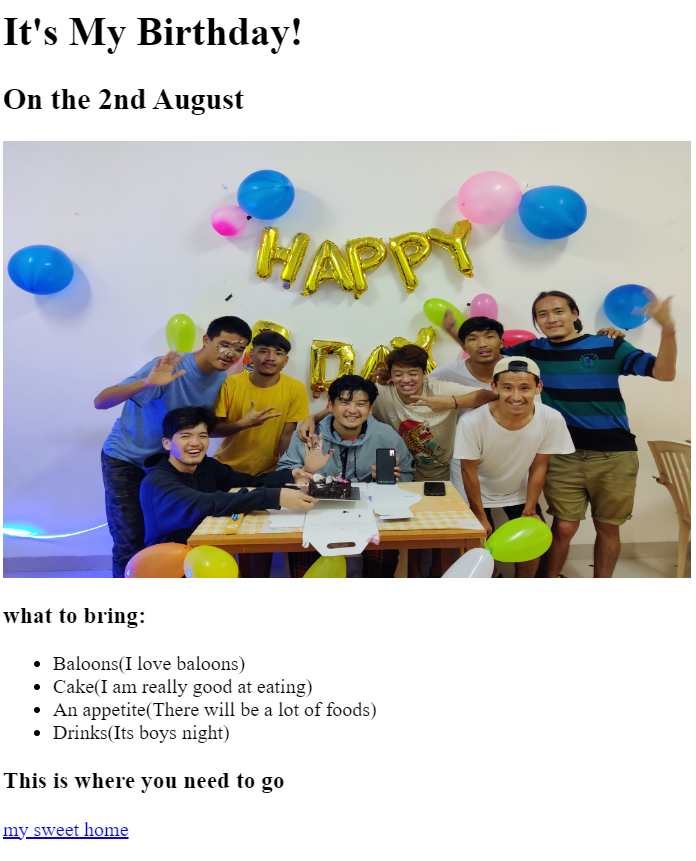 It's My Birthday!
On the 2nd August
HAPPY
DAY
what to bring:
Baloons(I love baloons)
Cake(I am really good at eating)
An appetite(There will be a lot of foods)
Drinks(Its boys night)
This is where you need to go
my sweet home